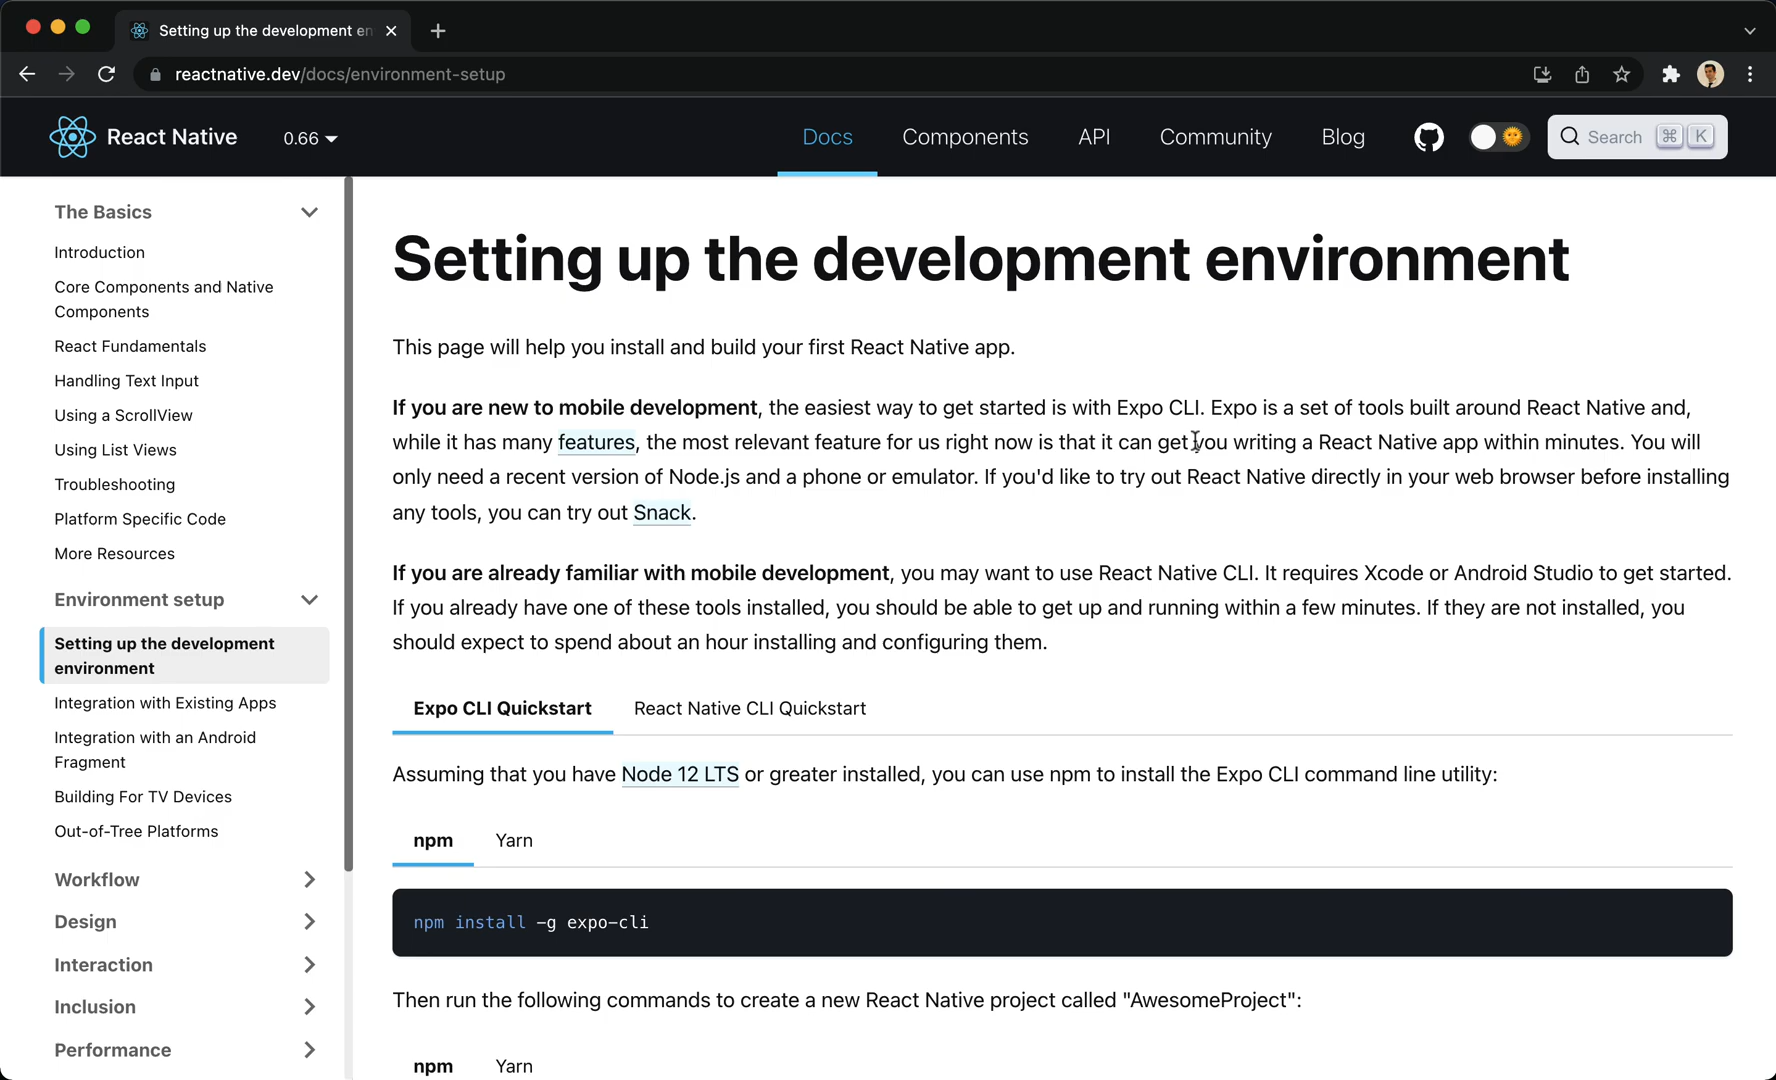 Setting up the development en
reactnative.dev/docs/environment-setup
React Native
0.66
Docs
Components
API
Community
Blog
Search
⌘ K
The Basics
Introduction
Core Components and Native
Components
React Fundamentals
Handling Text Input
Using a ScrollView
Using List Views
Troubleshooting
Platform Specific Code
More Resources
Environment setup
Setting up the development
environment
Integration with Existing Apps
Integration with an Android
Fragment
Building For TV Devices
Out-of-Tree Platforms
Workflow
Design
Interaction
Inclusion
Performance
Setting up the development environment
This page will help you install and build your first React Native app.
If you are new to mobile development, the easiest way to get started is with Expo CLI. Expo is a set of tools built around React Native and,
while it has many features, the most relevant feature for us right now is that it can get you writing a React Native app within minutes. You will
only need a recent version of Node.js and a phone or emulator. If you'd like to try out React Native directly in your web browser before installing
any tools, you can try out Snack.
If you are already familiar with mobile development, you may want to use React Native CLI. It requires Xcode or Android Studio to get started.
If you already have one of these tools installed, you should be able to get up and running within a few minutes. If they are not installed, you
should expect to spend about an hour installing and configuring them.
Expo CLI Quickstart
React Native CLI Quickstart
Assuming that you have Node 12 LTS or greater installed, you can use npm to install the Expo CLI command line utility:
npm
Yarn
npm install -g expo-cli
Then run the following commands to create a new React Native project called "AwesomeProject":
npm
Yarn